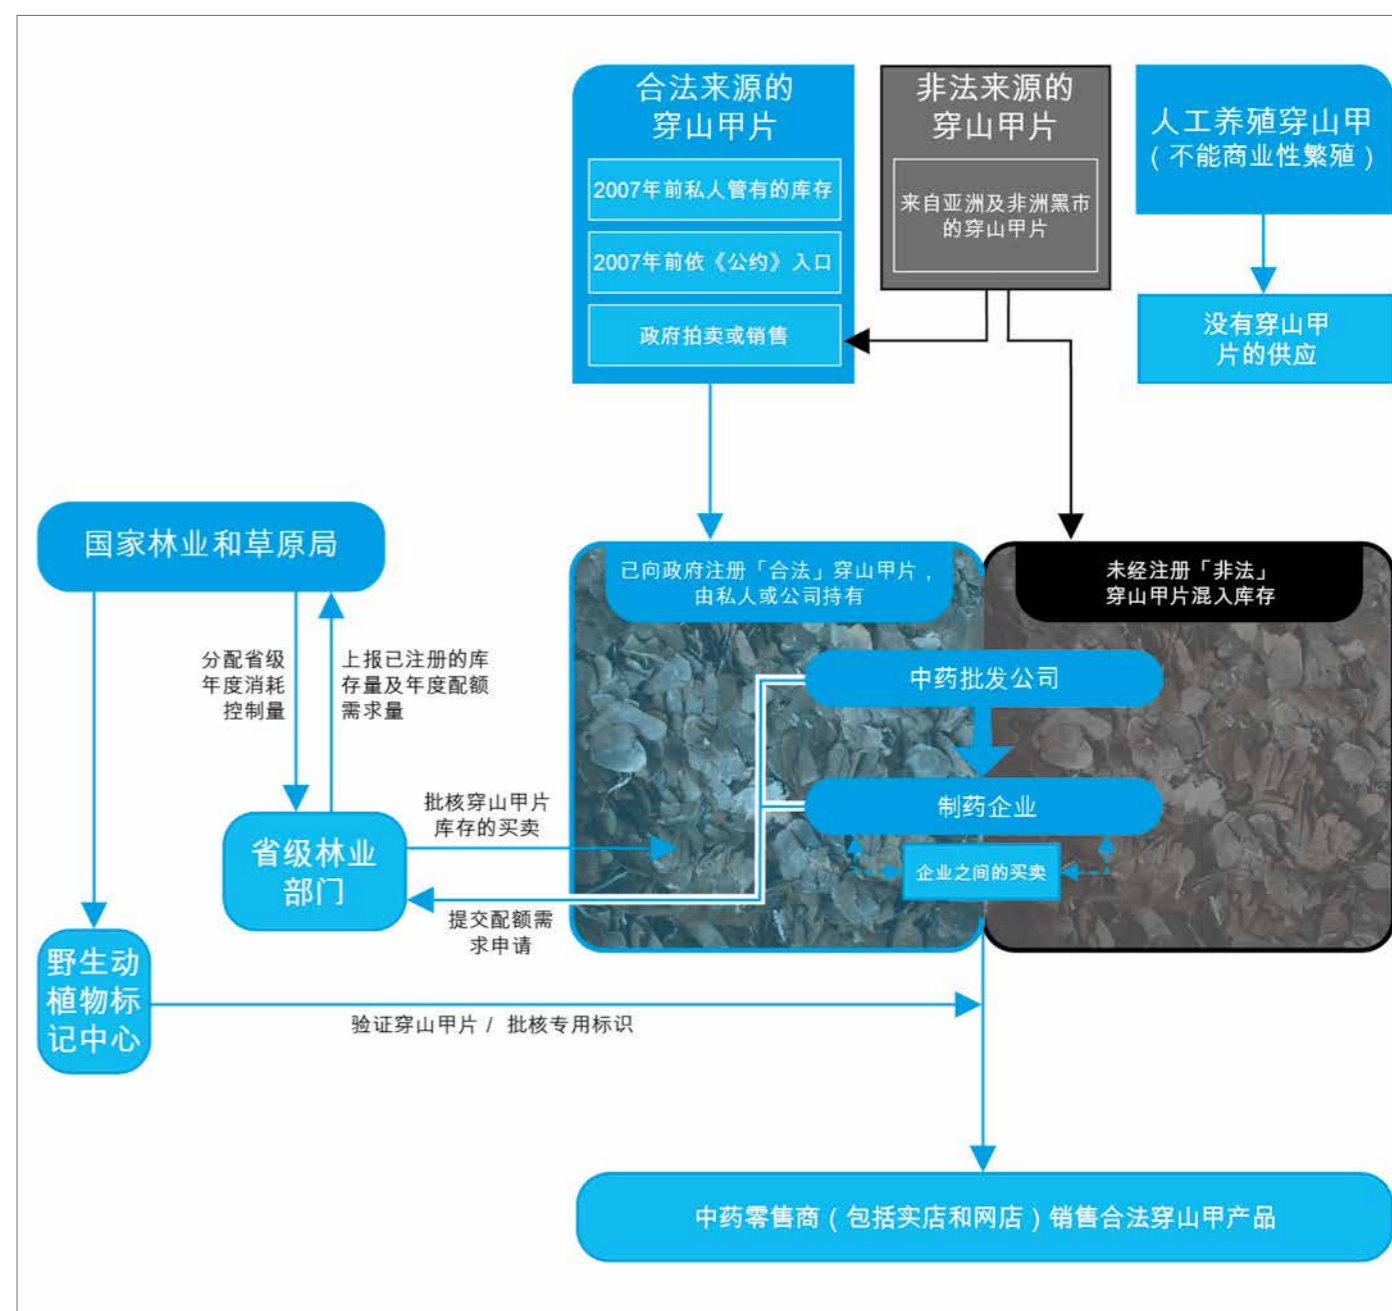 合法来源的
穿山甲片
2007年前私人管有的库存
2007年前依《公约》入口
政府拍卖或销售
非法来源的
穿山甲片
来自亚洲及非洲黑市
的穿山甲片
人工养殖穿山甲
（不能商业性繁殖）
没有穿山甲
片的供应
国家林业和草原局
已向政府注册「合法」穿山甲片，
由私人或公司持有
未经注册「非法」
穿山甲片混入库存
分配省级
年度消耗
控制量
上报已注册的库
存量及年度配额
需求量
中药批发公司
制药企业
企业之间的买卖
批核穿山甲片
库存的买卖
省级林业
部门
提交配额需
求申请
野生动
植物标
记中心
验证穿山甲片 / 批核专用标识
中药零售商（包括实店和网店）销售合法穿山甲产品